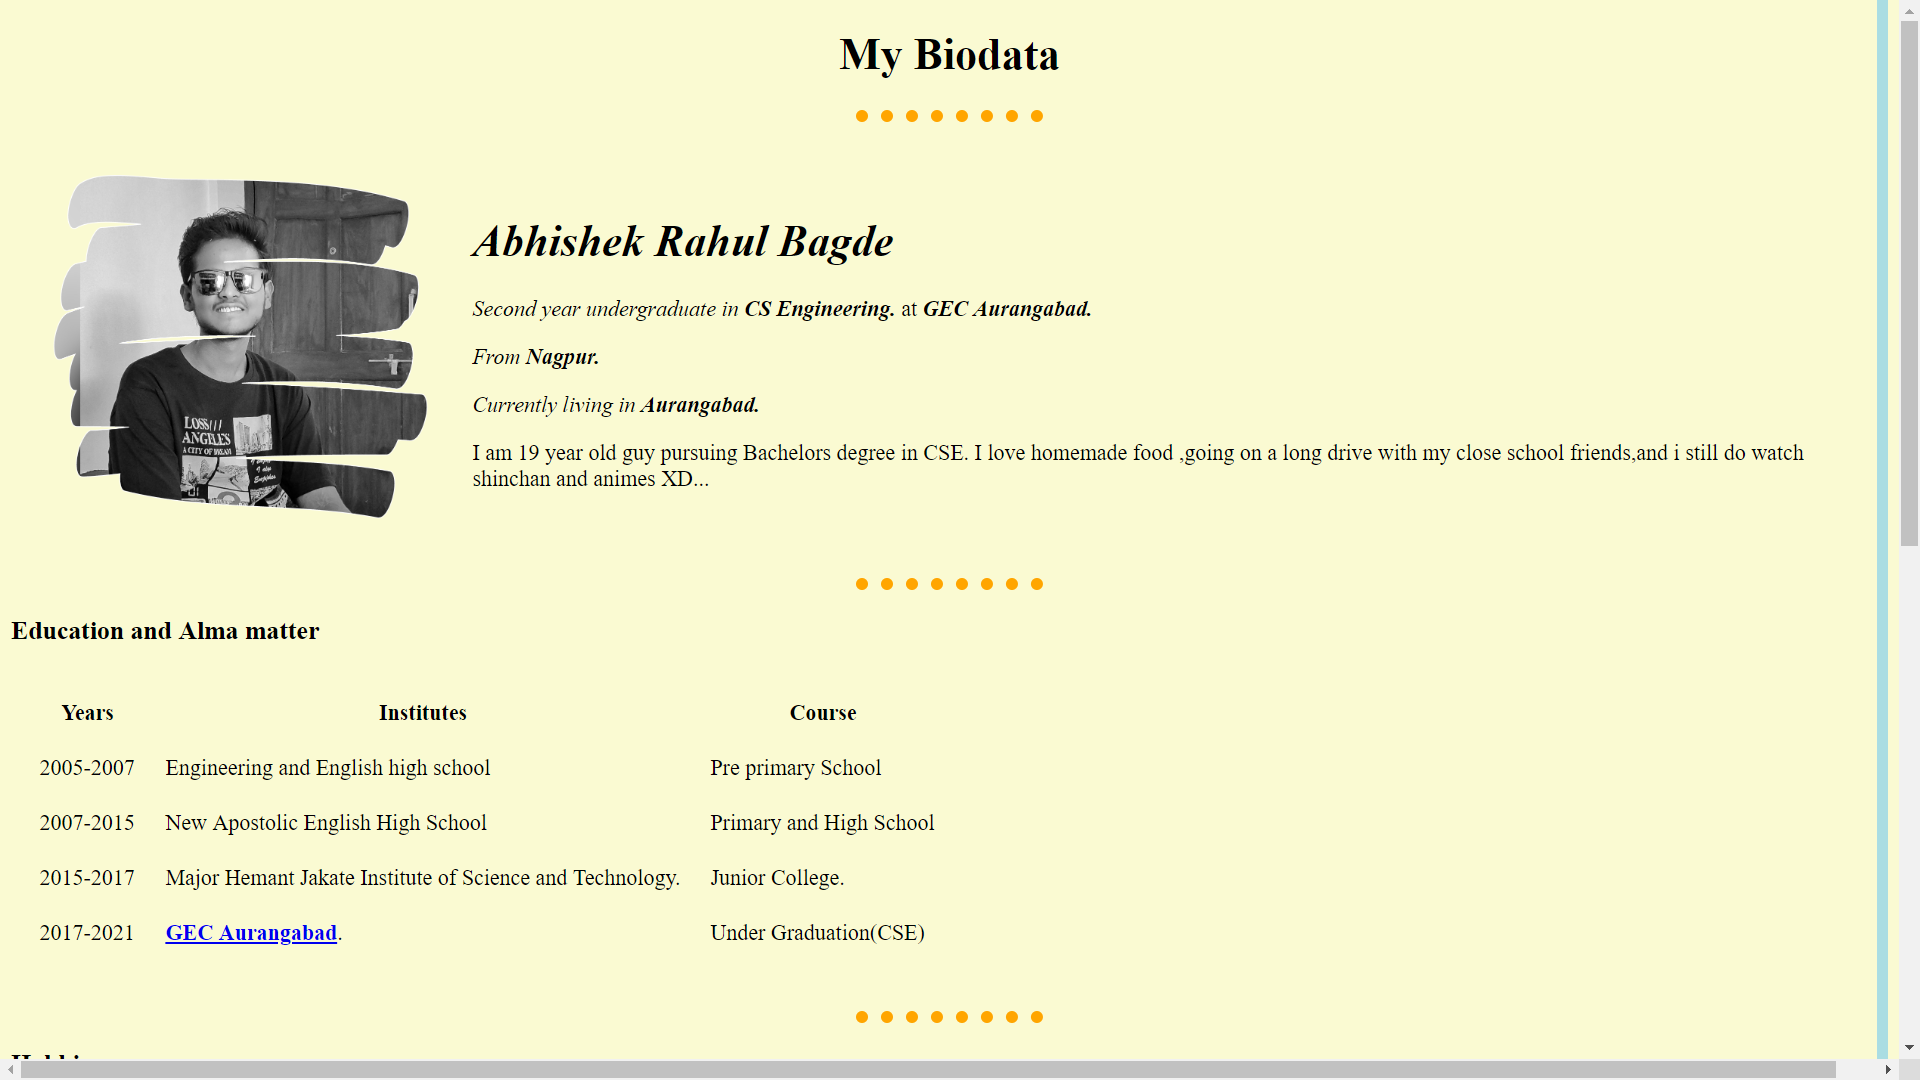 My Biodata
Abhishek Rahul Bagde
Second year undergraduate in CS Engineering. at GEC Aurangabad.
From Nagpur.
Currently living in Aurangabad.
I am 19 year old guy pursuing Bachelors degree in CSE. I love homemade food ,going on a long drive with my close school friends,and i still do watch
shinchan and animes XD...
LOSS///
ANGELES
A CITY OF DREAM
Education and Alma matter
Years Institutes Course
2005-2007 Engineering and English high school Pre primary School
2007-2015 New Apostolic English High School Primary and High School
2015-2017 Major Hemant Jakate Institute of Science and Technology. Junior College.
2017-2021 GEC Aurangabad. Under Graduation(CSE)